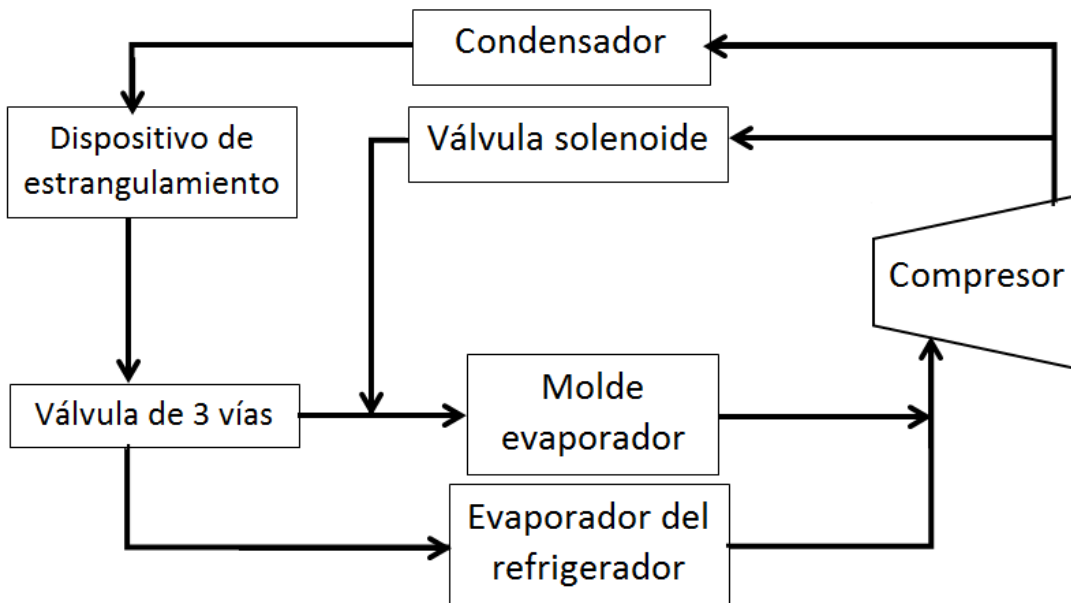 Condensador
Dispositivo de
estrangulamiento
Válvula solenoide
Compresor
Válvula de 3 vías
Molde
evaporador
Evaporador del
refrigerador